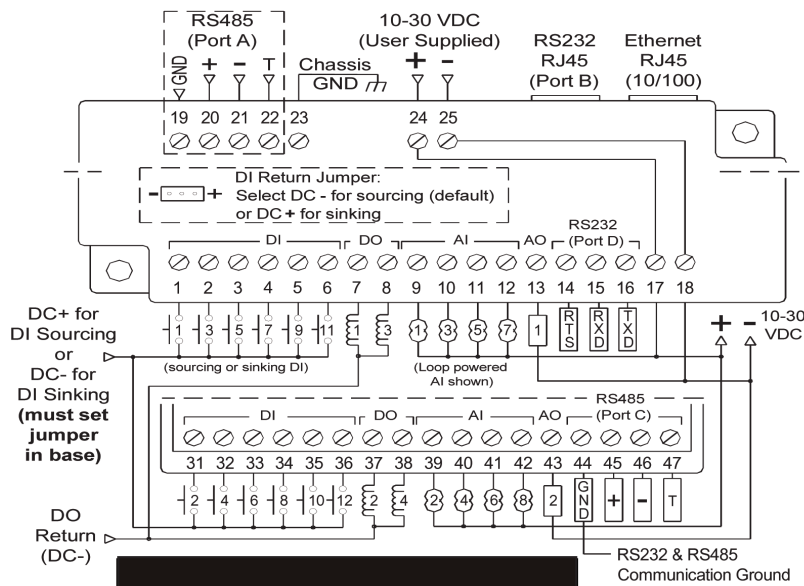 RS485
(Port A)
10-30 VDC
(User Supplied)
RS232
RJ45
(Port B)
Ethernet
RJ45
(10/100)
GND + - T
Chassis
GND
+ -
19 20 21 22 23 24 25
DI Return Jumper:
Select DC - for sourcing (default)
or DC + for sinking
- +
DI DO AI AO
RS232
(Port D)
1 2 3 4 5 6 7 8 9 10 11 12 13 14 15 16 17 18
1 3 5 7 9 11 1 3 1 3 5 7 1 RTS RXD TXD
+ - 10-30
VDC
(sourcing or sinking DI)
(Loop powered
AI shown)
DC+ for
DI Sourcing
or
DC- for
DI Sinking
(must set
jumper
in base)
DI DO AI AO
RS485
(Port C)
31 32 33 34 35 36 37 38 39 40 41 42 43 44 45 46 47
2 4 6 8 10 12 2 4 2 4 6 8 2 GND + - T
DO
Return
(DC-)
RS232 & RS485
Communication Ground